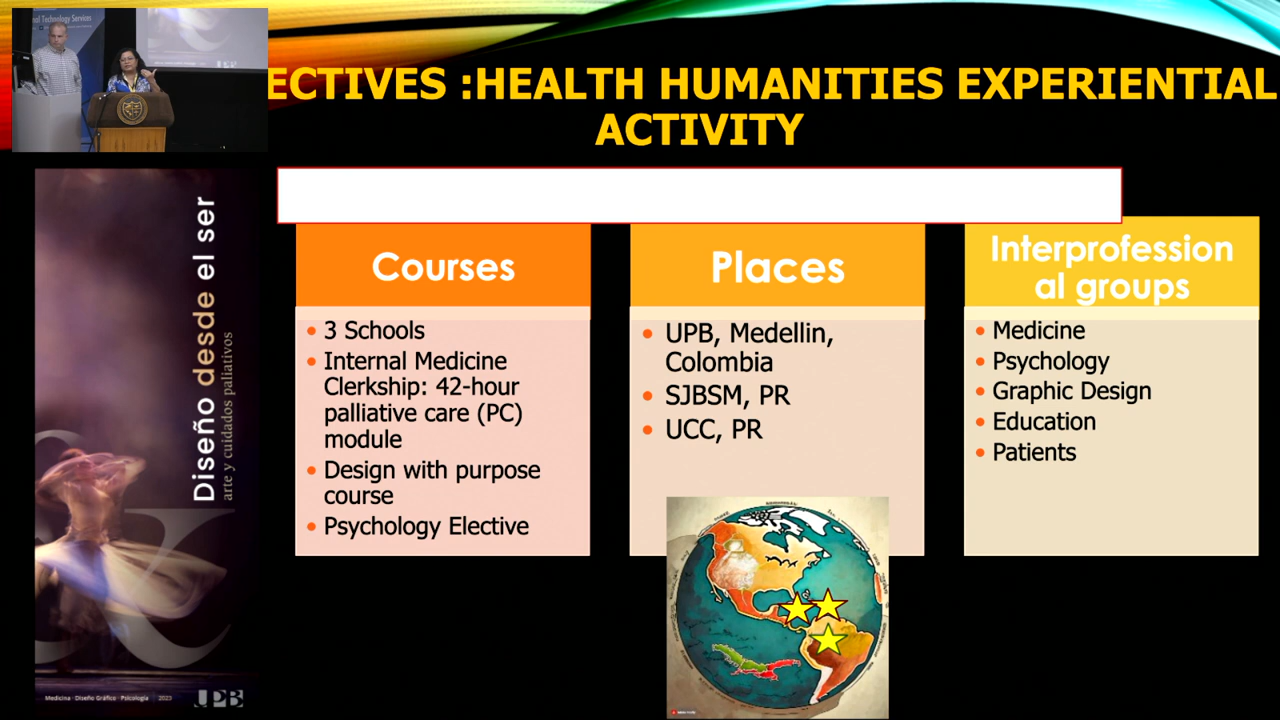 nal Technology Services
ECTIVES :HEALTH HUMANITIES EXPERIENTIAL
ACTIVITY
Diseño desde el ser
arte y cuidados paliativos
Medicina · Diseño Gráfico · Psicología | 2023
UPB
Courses
• 3 Schools
• Internal Medicine
Clerkship: 42-hour
palliative care (PC)
module
• Design with purpose
course
• Psychology Elective
Places
• UPB, Medellin,
Colombia
• SJBSM, PR
• UCC, PR
Interprofession
al groups
• Medicine
• Psychology
• Graphic Design
• Education
• Patients